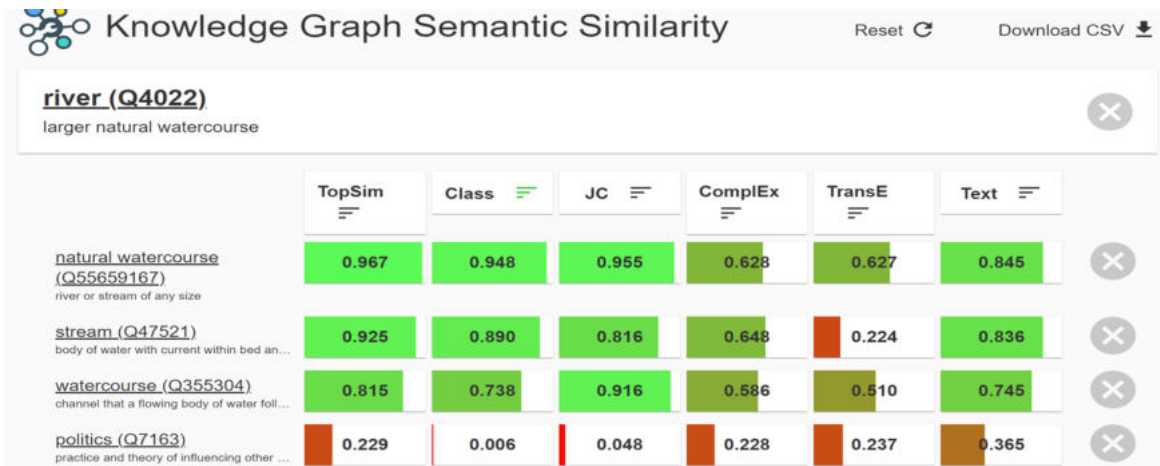 Knowledge Graph Semantic Similarity Reset Download CSV
river (Q4022)
larger natural watercourse
TopSim Class JC ComplEx TransE Text
natural watercourse
(Q55659167)
river or stream of any size
0.967 0.948 0.955 0.628 0.627 0.845
stream (Q47521)
body of water with current within bed an...
0.925 0.890 0.816 0.648 0.224 0.836
watercourse (Q355304)
channel that a flowing body of water foll...
0.815 0.738 0.916 0.586 0.510 0.745
politics (Q7163)
practice and theory of influencing other ...
0.229 0.006 0.048 0.228 0.237 0.365